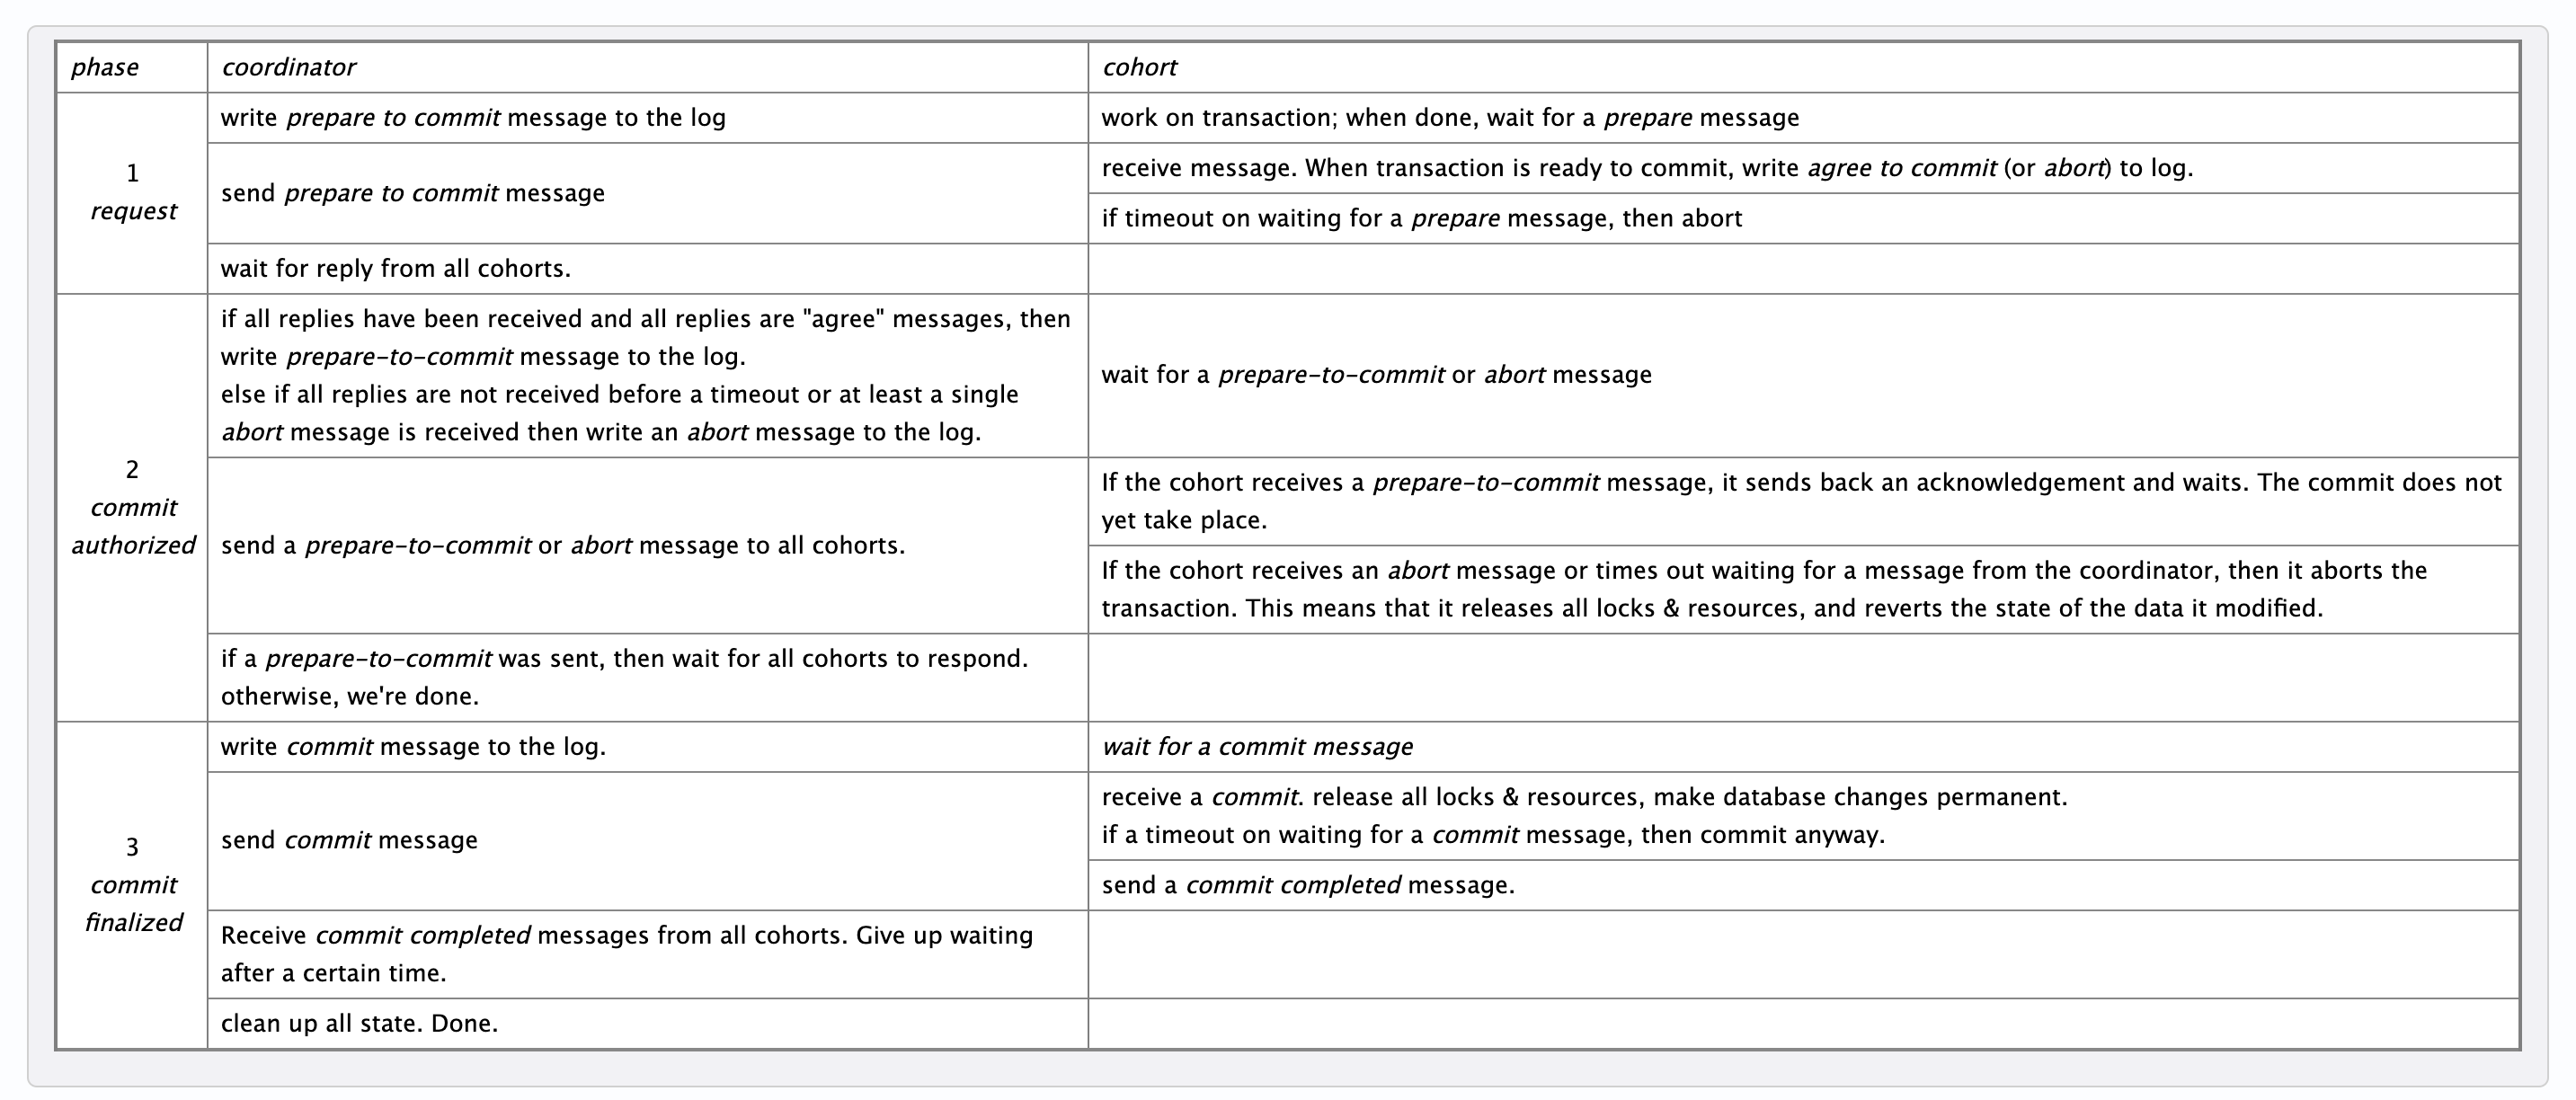 phase
coordinator
cohort
1
request
write prepare to commit message to the log
work on transaction; when done, wait for a prepare message
send prepare to commit message
receive message. When transaction is ready to commit, write agree to commit (or abort) to log.
if timeout on waiting for a prepare message, then abort
wait for reply from all cohorts.
2
commit
authorized
if all replies have been received and all replies are "agree" messages, then
write prepare-to-commit message to the log.
else if all replies are not received before a timeout or at least a single
abort message is received then write an abort message to the log.
wait for a prepare-to-commit or abort message
send a prepare-to-commit or abort message to all cohorts.
If the cohort receives a prepare-to-commit message, it sends back an acknowledgement and waits. The commit does not
yet take place.
If the cohort receives an abort message or times out waiting for a message from the coordinator, then it aborts the
transaction. This means that it releases all locks & resources, and reverts the state of the data it modified.
if a prepare-to-commit was sent, then wait for all cohorts to respond.
otherwise, we're done.
3
commit
finalized
write commit message to the log.
wait for a commit message
send commit message
receive a commit. release all locks & resources, make database changes permanent.
if a timeout on waiting for a commit message, then commit anyway.
send a commit completed message.
Receive commit completed messages from all cohorts. Give up waiting
after a certain time.
clean up all state. Done.